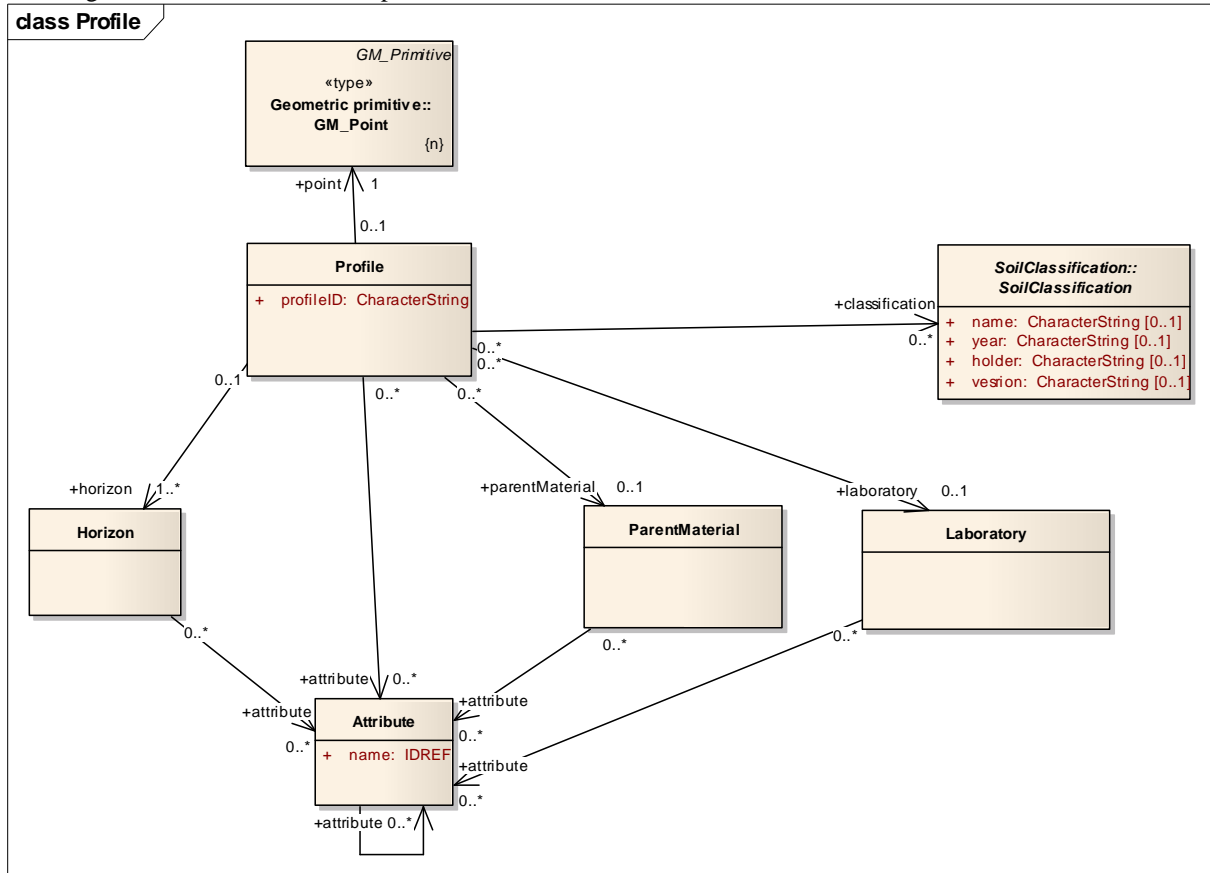 class Profile
GM_Primitive
«type»
Geometric primitive::
GM_Point
{n}
+point
1
0..1
Profile
+ profileID: CharacterString
SoilClassification::
SoilClassification
+ name: CharacterString [0..1]
+ year: CharacterString [0..1]
+ holder: CharacterString [0..1]
+ vesrion: CharacterString [0..1]
+classification
0..*
0..*
0..*
0..1
0..*
0..*
+horizon
1..*
+parentMaterial
0..1
+laboratory
0..1
Horizon
ParentMaterial
Laboratory
0..*
0..*
0..*
+attribute
0..*
+attribute
0..*
+attribute
0..*
+attribute
0..*
Attribute
+ name: IDREF
+attribute 0..*